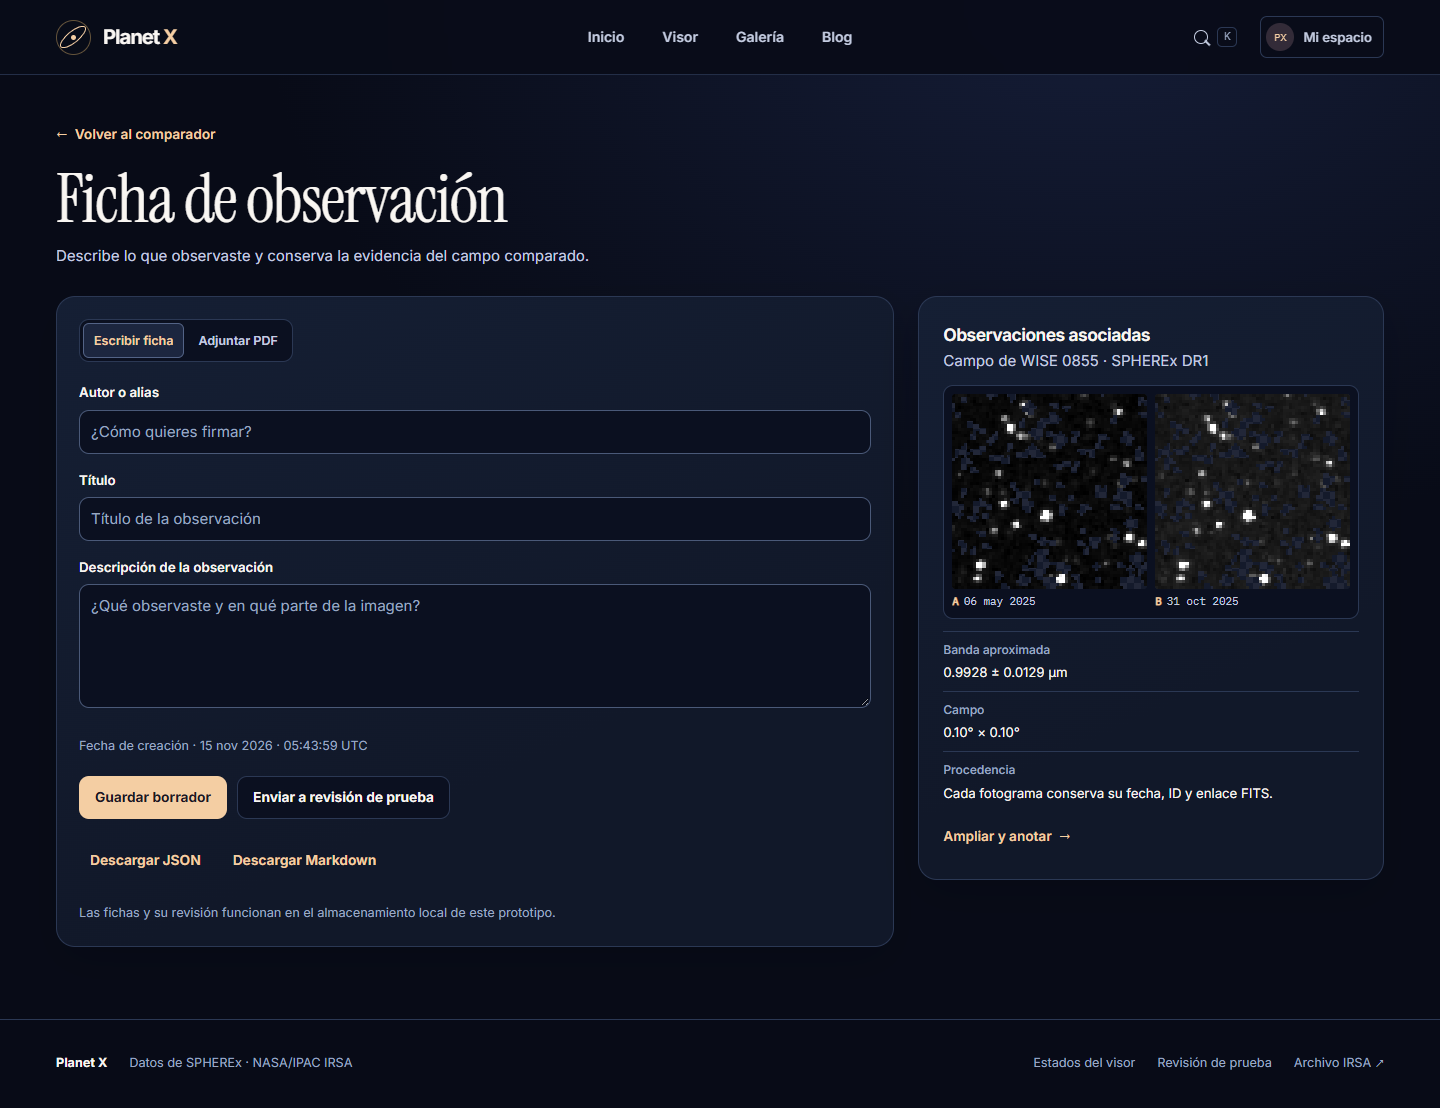 Planet X
Inicio
Visor
Galería
Blog
K
PX
Mi espacio
← Volver al comparador
Ficha de observación
Describe lo que observaste y conserva la evidencia del campo comparado.
Escribir ficha
Adjuntar PDF
Autor o alias
¿Cómo quieres firmar?
Título
Título de la observación
Descripción de la observación
¿Qué observaste y en qué parte de la imagen?
Fecha de creación · 15 nov 2026 · 05:43:59 UTC
Guardar borrador
Enviar a revisión de prueba
Descargar JSON
Descargar Markdown
Las fichas y su revisión funcionan en el almacenamiento local de este prototipo.
Observaciones asociadas
Campo de WISE 0855 · SPHEREx DR1
A 06 may 2025
B 31 oct 2025
Banda aproximada
0.9928 ± 0.0129 µm
Campo
0.10° × 0.10°
Procedencia
Cada fotograma conserva su fecha, ID y enlace FITS.
Ampliar y anotar →
Planet X
Datos de SPHEREx · NASA/IPAC IRSA
Estados del visor
Revisión de prueba
Archivo IRSA ↗